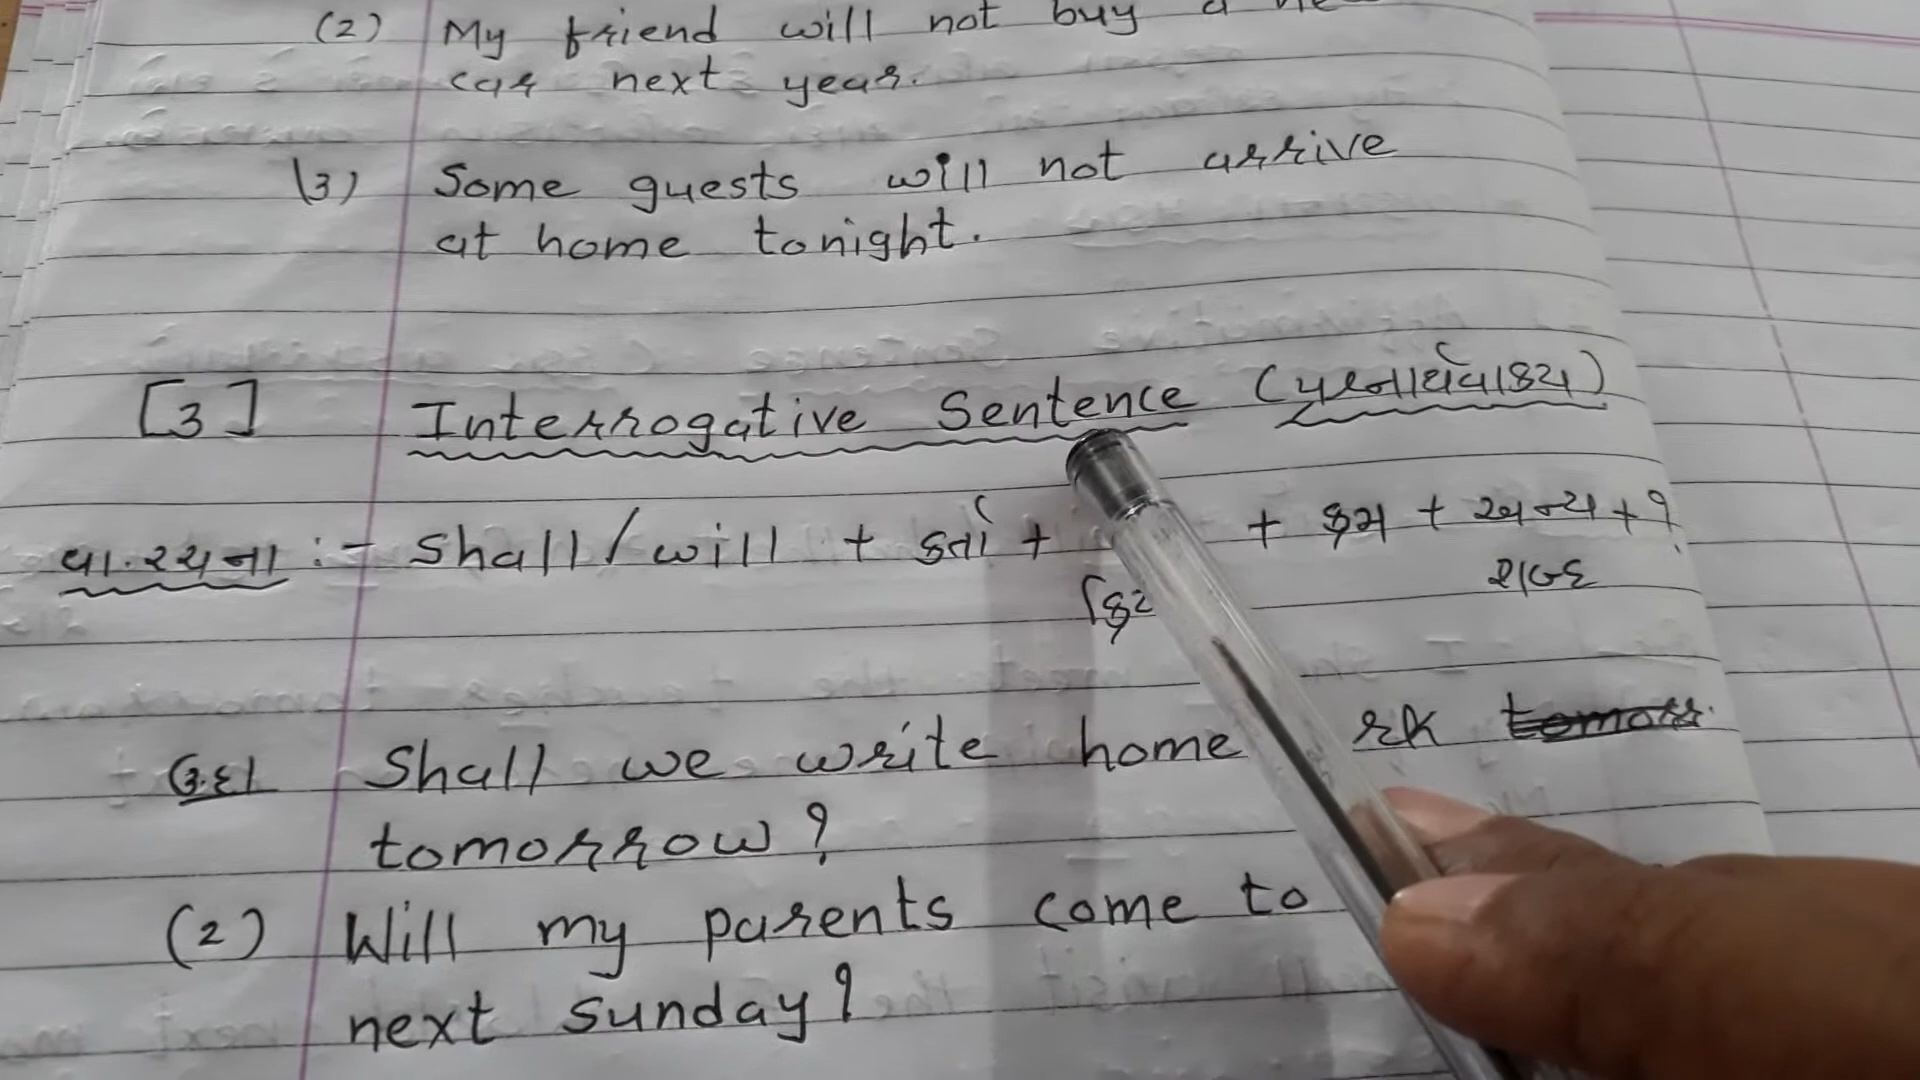 (2) My friend will not buy a
car next year.
(3) Some guests will not arrive
at home tonight.
[3] Interrogative Sentence (પ્રશ્નાર્થવાકય)
વા.રચના :- shall/will + કર્તા + + કર્મ + અન્ય + ?
શબ્દ
ઉ.દા Shall we write home rk
tomorrow?
(2) Will my parents come to
next sunday?